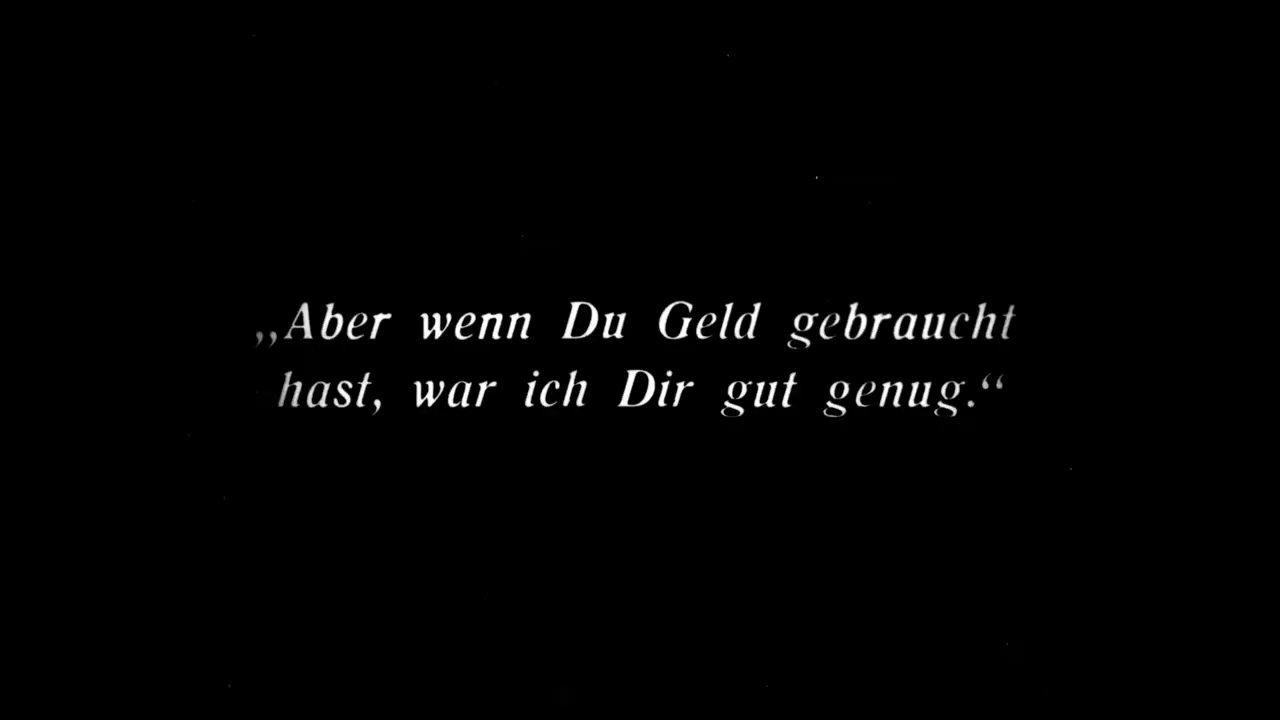 „Aber wenn Du Geld gebraucht
hast, war ich Dir gut genug.“